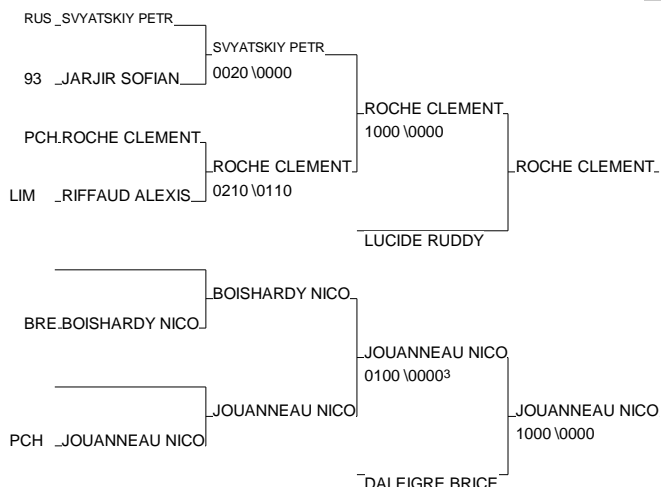 RUS SVYATSKIY PETR
SVYATSKIY PETR
93 JARJIR SOFIAN
0020 \0000
ROCHE CLEMENT
1000 \0000
PCH ROCHE CLEMENT
ROCHE CLEMENT
ROCHE CLEMENT
0210 \0110
LIM RIFFAUD ALEXIS
LUCIDE RUDDY
BOISHARDY NICO
BRE BOISHARDY NICO
JOUANNEAU NICO
0100 \0000³
JOUANNEAU NICO
JOUANNEAU NICO
1000 \0000
PCH JOUANNEAU NICO
DALEIGRE BRICE